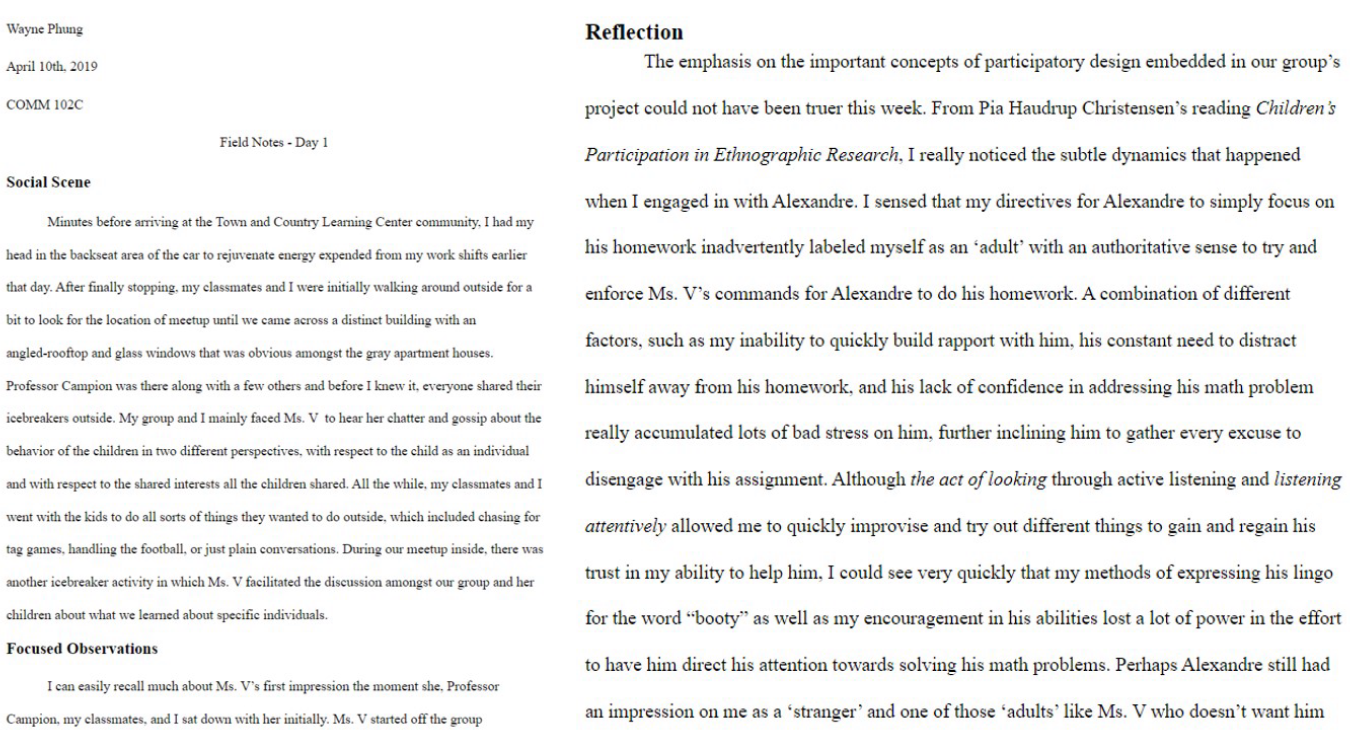 Wayne Phung
April 10th, 2019
COMM 102C
Field Notes - Day 1
Social Scene
Minutes before arriving at the Town and Country Learning Center community, I had my
head in the backseat area of the car to rejuvenate energy expended from my work shifts earlier
that day. After finally stopping, my classmates and I were initially walking around outside for a
bit to look for the location of meetup until we came across a distinct building with an
angled-rooftop and glass windows that was obvious amongst the gray apartment houses.
Professor Campion was there along with a few others and before I knew it, everyone shared their
icebreakers outside. My group and I mainly faced Ms. V to hear her chatter and gossip about the
behavior of the children in two different perspectives, with respect to the child as an individual
and with respect to the shared interests all the children shared. All the while, my classmates and I
went with the kids to do all sorts of things they wanted to do outside, which included chasing for
tag games, handling the football, or just plain conversations. During our meetup inside, there was
another icebreaker activity in which Ms. V facilitated the discussion amongst our group and her
children about what we learned about specific individuals.
Focused Observations
I can easily recall much about Ms. V's first impression the moment she, Professor
Campion, my classmates, and I sat down with her initially. Ms. V started off the group
Reflection
The emphasis on the important concepts of participatory design embedded in our group's
project could not have been truer this week. From Pia Haudrup Christensen's reading Children's
Participation in Ethnographic Research, I really noticed the subtle dynamics that happened
when I engaged in with Alexandre. I sensed that my directives for Alexandre to simply focus on
his homework inadvertently labeled myself as an 'adult' with an authoritative sense to try and
enforce Ms. V's commands for Alexandre to do his homework. A combination of different
factors, such as my inability to quickly build rapport with him, his constant need to distract
himself away from his homework, and his lack of confidence in addressing his math problem
really accumulated lots of bad stress on him, further inclining him to gather every excuse to
disengage with his assignment. Although the act of looking through active listening and listening
attentively allowed me to quickly improvise and try out different things to gain and regain his
trust in my ability to help him, I could see very quickly that my methods of expressing his lingo
for the word “booty” as well as my encouragement in his abilities lost a lot of power in the effort
to have him direct his attention towards solving his math problems. Perhaps Alexandre still had
an impression on me as a 'stranger' and one of those 'adults' like Ms. V who doesn't want him